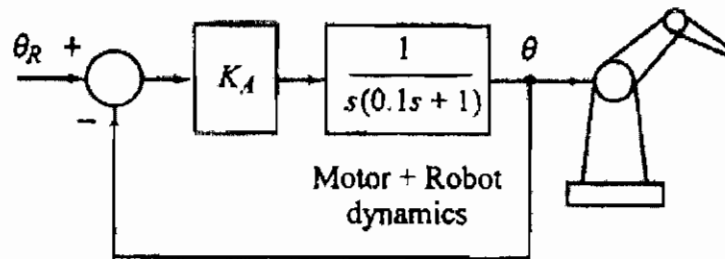 θ_R +
K_A
1
s(0.1s + 1)
θ
−
Motor + Robot
dynamics